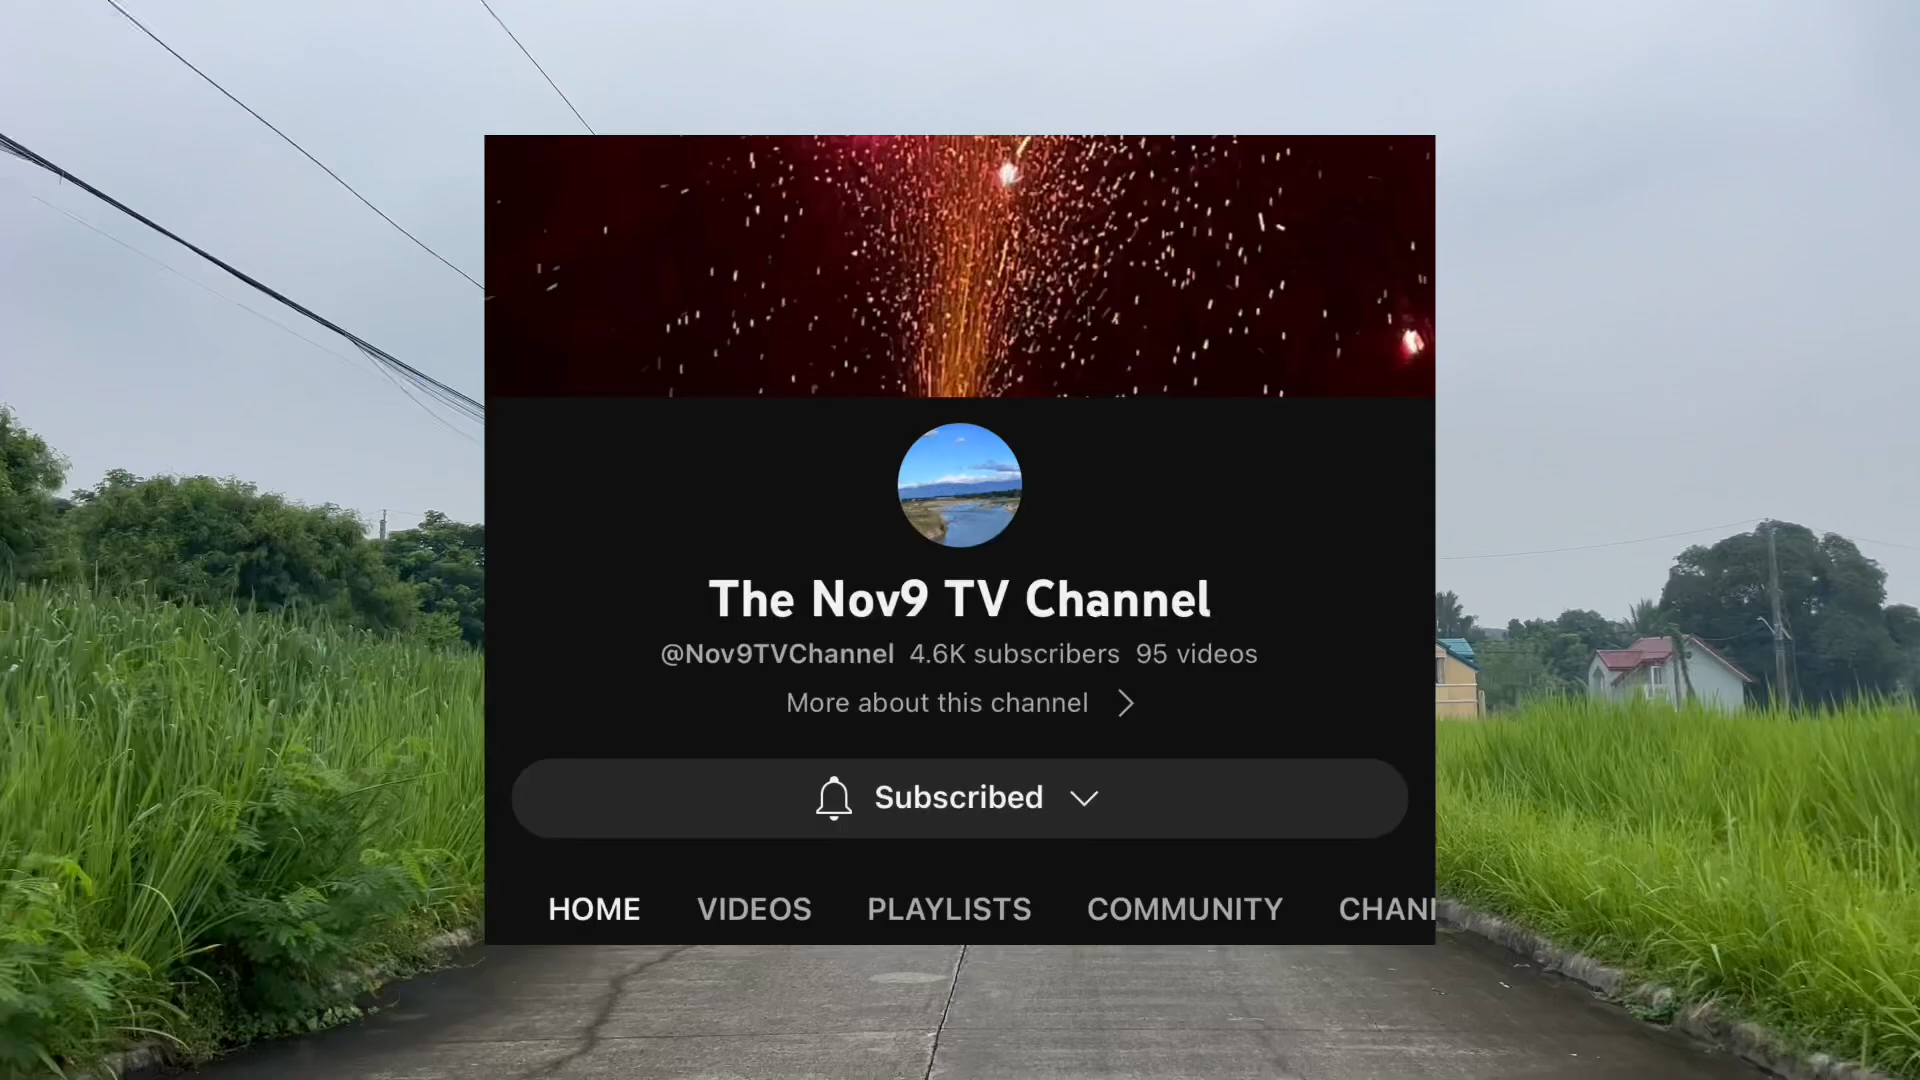 The Nov9 TV Channel
@Nov9TVChannel 4.6K subscribers 95 videos
More about this channel
Subscribed
HOME VIDEOS PLAYLISTS COMMUNITY CHAN